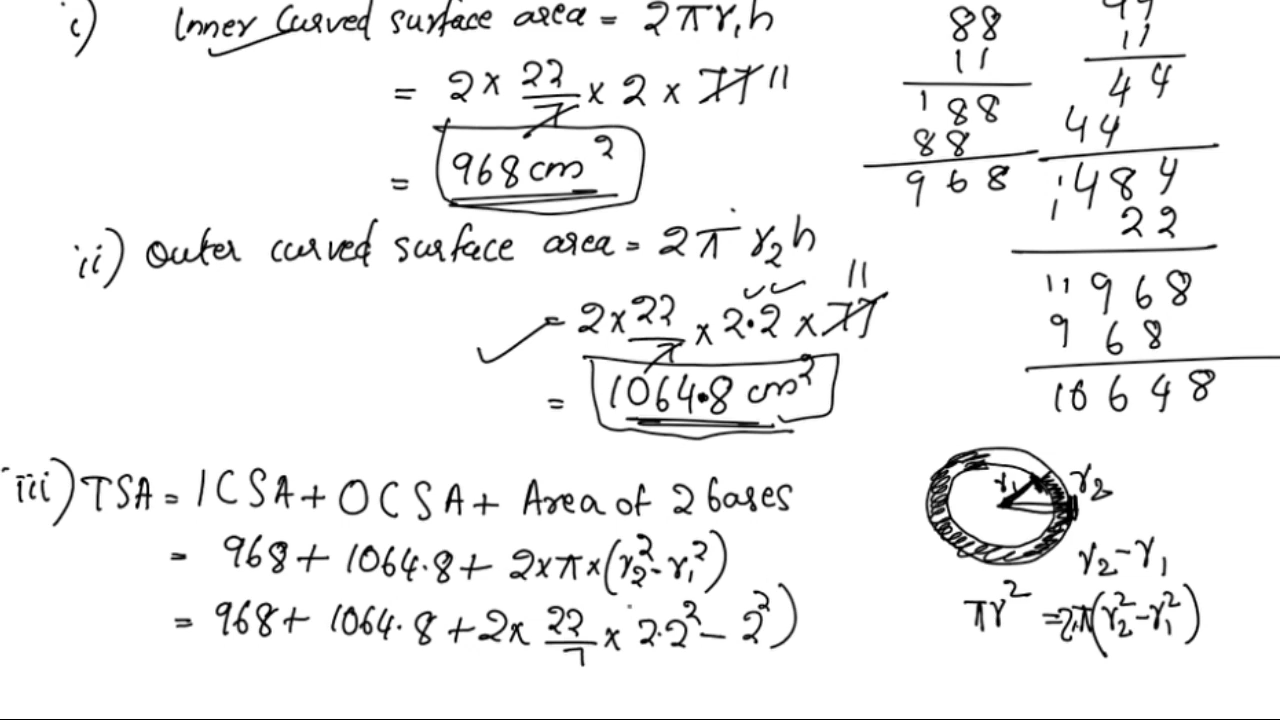 i) Inner Curved surface area = 2πr₁h
= 2 × 22/7 × 2 × 77 11
= 968 cm²
ii) Outer curved surface area = 2πr₂h
= 2 × 22/7 × 2·2 × 77 11
= 1064·8 cm²
iii) TSA = ICSA + OCSA + Area of 2 bases
= 968 + 1064.8 + 2×π×(r₂² - r₁²)
= 968 + 1064.8 + 2× 22/7 × 2·2² - 2²)
88
11
1 88
88
968
11
44
44
1484
22
11 968
968
10648
r₁ r₂
r₂ - r₁
πr² = 2π(r₂² - r₁²)